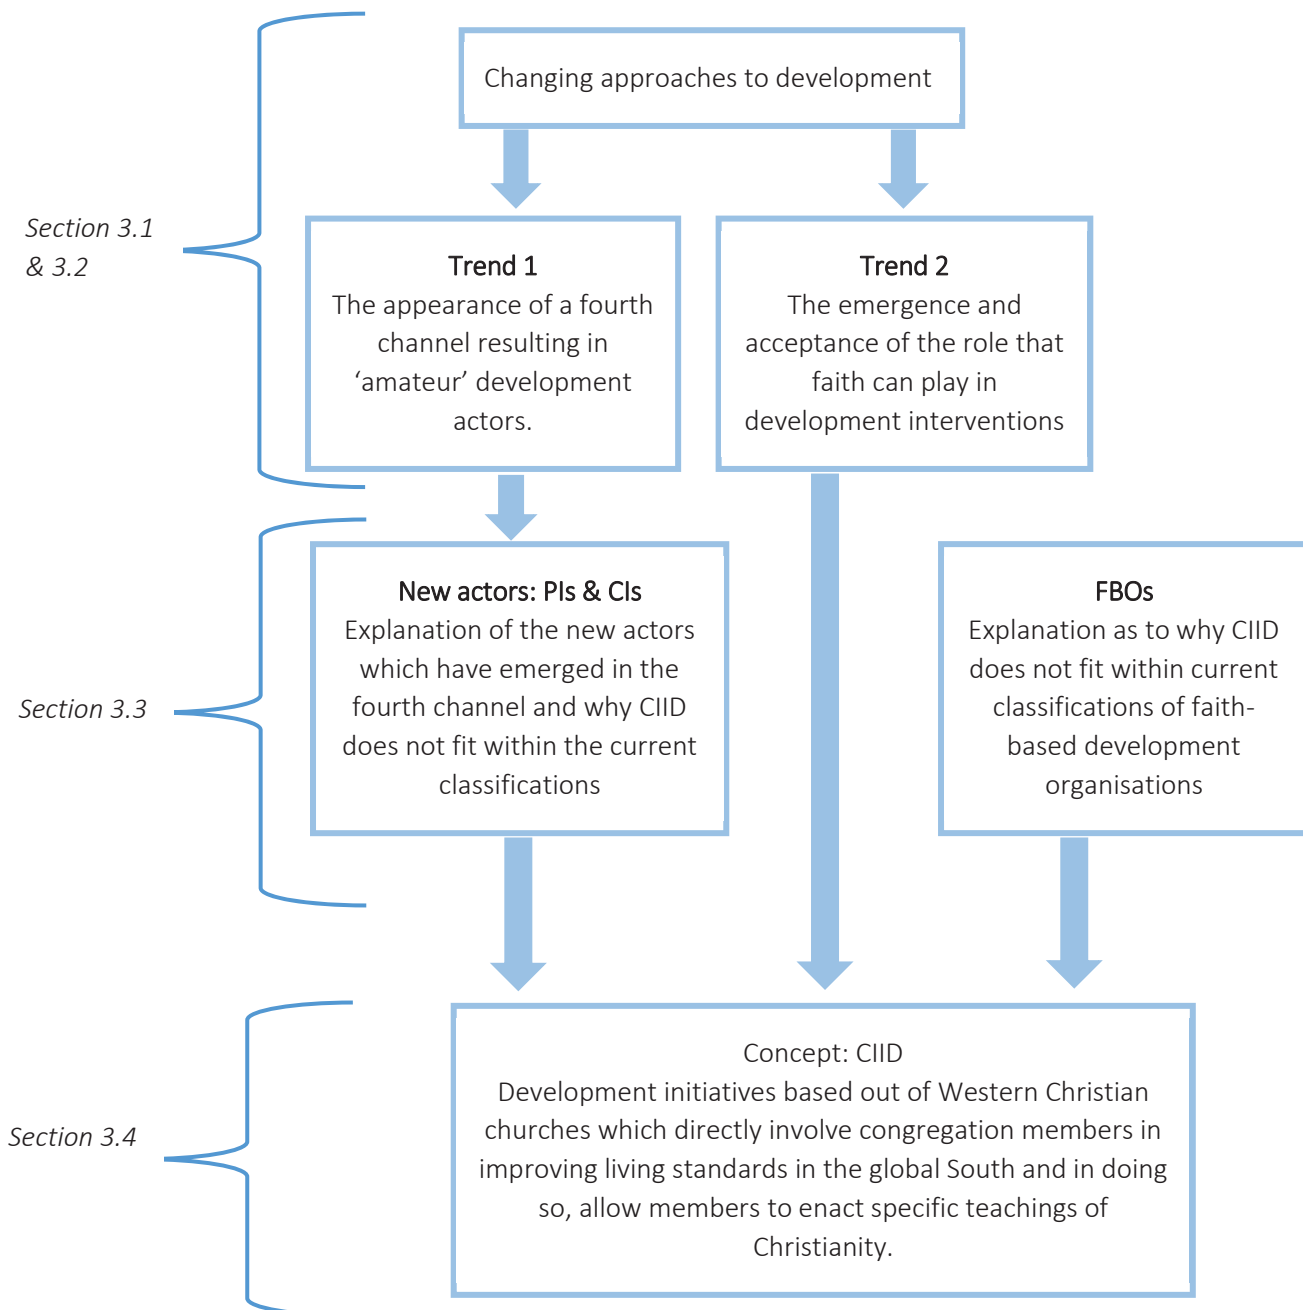 Changing approaches to development
Section 3.1
& 3.2
Trend 1
The appearance of a fourth
channel resulting in
‘amateur’ development
actors.
Trend 2
The emergence and
acceptance of the role that
faith can play in
development interventions
Section 3.3
New actors: PIs & CIs
Explanation of the new actors
which have emerged in the
fourth channel and why CIID
does not fit within the current
classifications
FBOs
Explanation as to why CIID
does not fit within current
classifications of faith-
based development
organisations
Section 3.4
Concept: CIID
Development initiatives based out of Western Christian
churches which directly involve congregation members in
improving living standards in the global South and in doing
so, allow members to enact specific teachings of
Christianity.